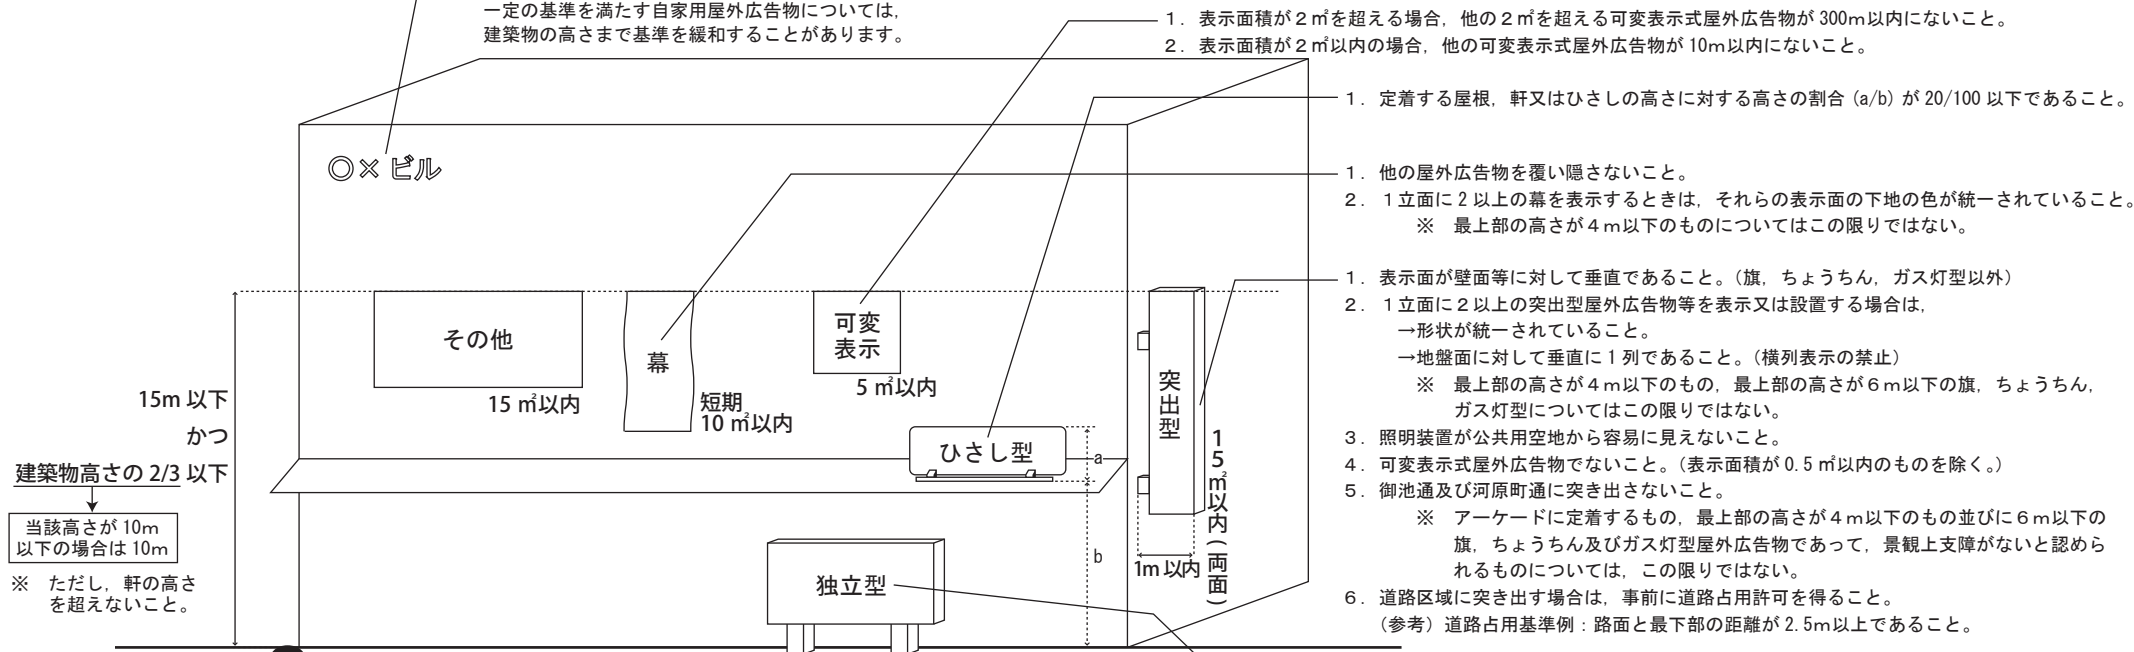 一定の基準を満たす自家用屋外広告物については，
建築物の高さまで基準を緩和することがあります。
１．表示面積が２㎡を超える場合，他の２㎡を超える可変表示式屋外広告物が 300m以内にないこと。
２．表示面積が２㎡以内の場合，他の可変表示式屋外広告物が 10m以内にないこと。
１．定着する屋根，軒又はひさしの高さに対する高さの割合 (a/b) が 20/100 以下であること。
◎× ビル
１．他の屋外広告物を覆い隠さないこと。
２．１立面に 2 以上の幕を表示するときは，それらの表示面の下地の色が統一されていること。
※　最上部の高さが４ｍ以下のものについてはこの限りではない。
１．表示面が壁面等に対して垂直であること。（旗，ちょうちん，ガス灯型以外）
２．１立面に２以上の突出型屋外広告物等を表示又は設置する場合は，
→形状が統一されていること。
→地盤面に対して垂直に 1 列であること。（横列表示の禁止）
※　最上部の高さが４ｍ以下のもの，最上部の高さが６ｍ以下の旗，ちょうちん，
ガス灯型についてはこの限りではない。
３．照明装置が公共用空地から容易に見えないこと。
４．可変表示式屋外広告物でないこと。（表示面積が 0.5 ㎡以内のものを除く。）
５．御池通及び河原町通に突き出さないこと。
※　アーケードに定着するもの，最上部の高さが４ｍ以下のもの並びに６ｍ以下の
旗，ちょうちん及びガス灯型屋外広告物であって，景観上支障がないと認めら
れるものについては，この限りではない。
６．道路区域に突き出す場合は，事前に道路占用許可を得ること。
（参考）道路占用基準例：路面と最下部の距離が 2.5m以上であること。
その他
15 ㎡以内
幕
短期
10 ㎡以内
可変
表示
5 ㎡以内
突出型
15㎡以内(両面)
1m 以内
ひさし型
a
b
独立型
15m 以下
かつ
建築物高さの 2/3 以下
当該高さが 10m
以下の場合は 10m
※　ただし，軒の高さ
を超えないこと。